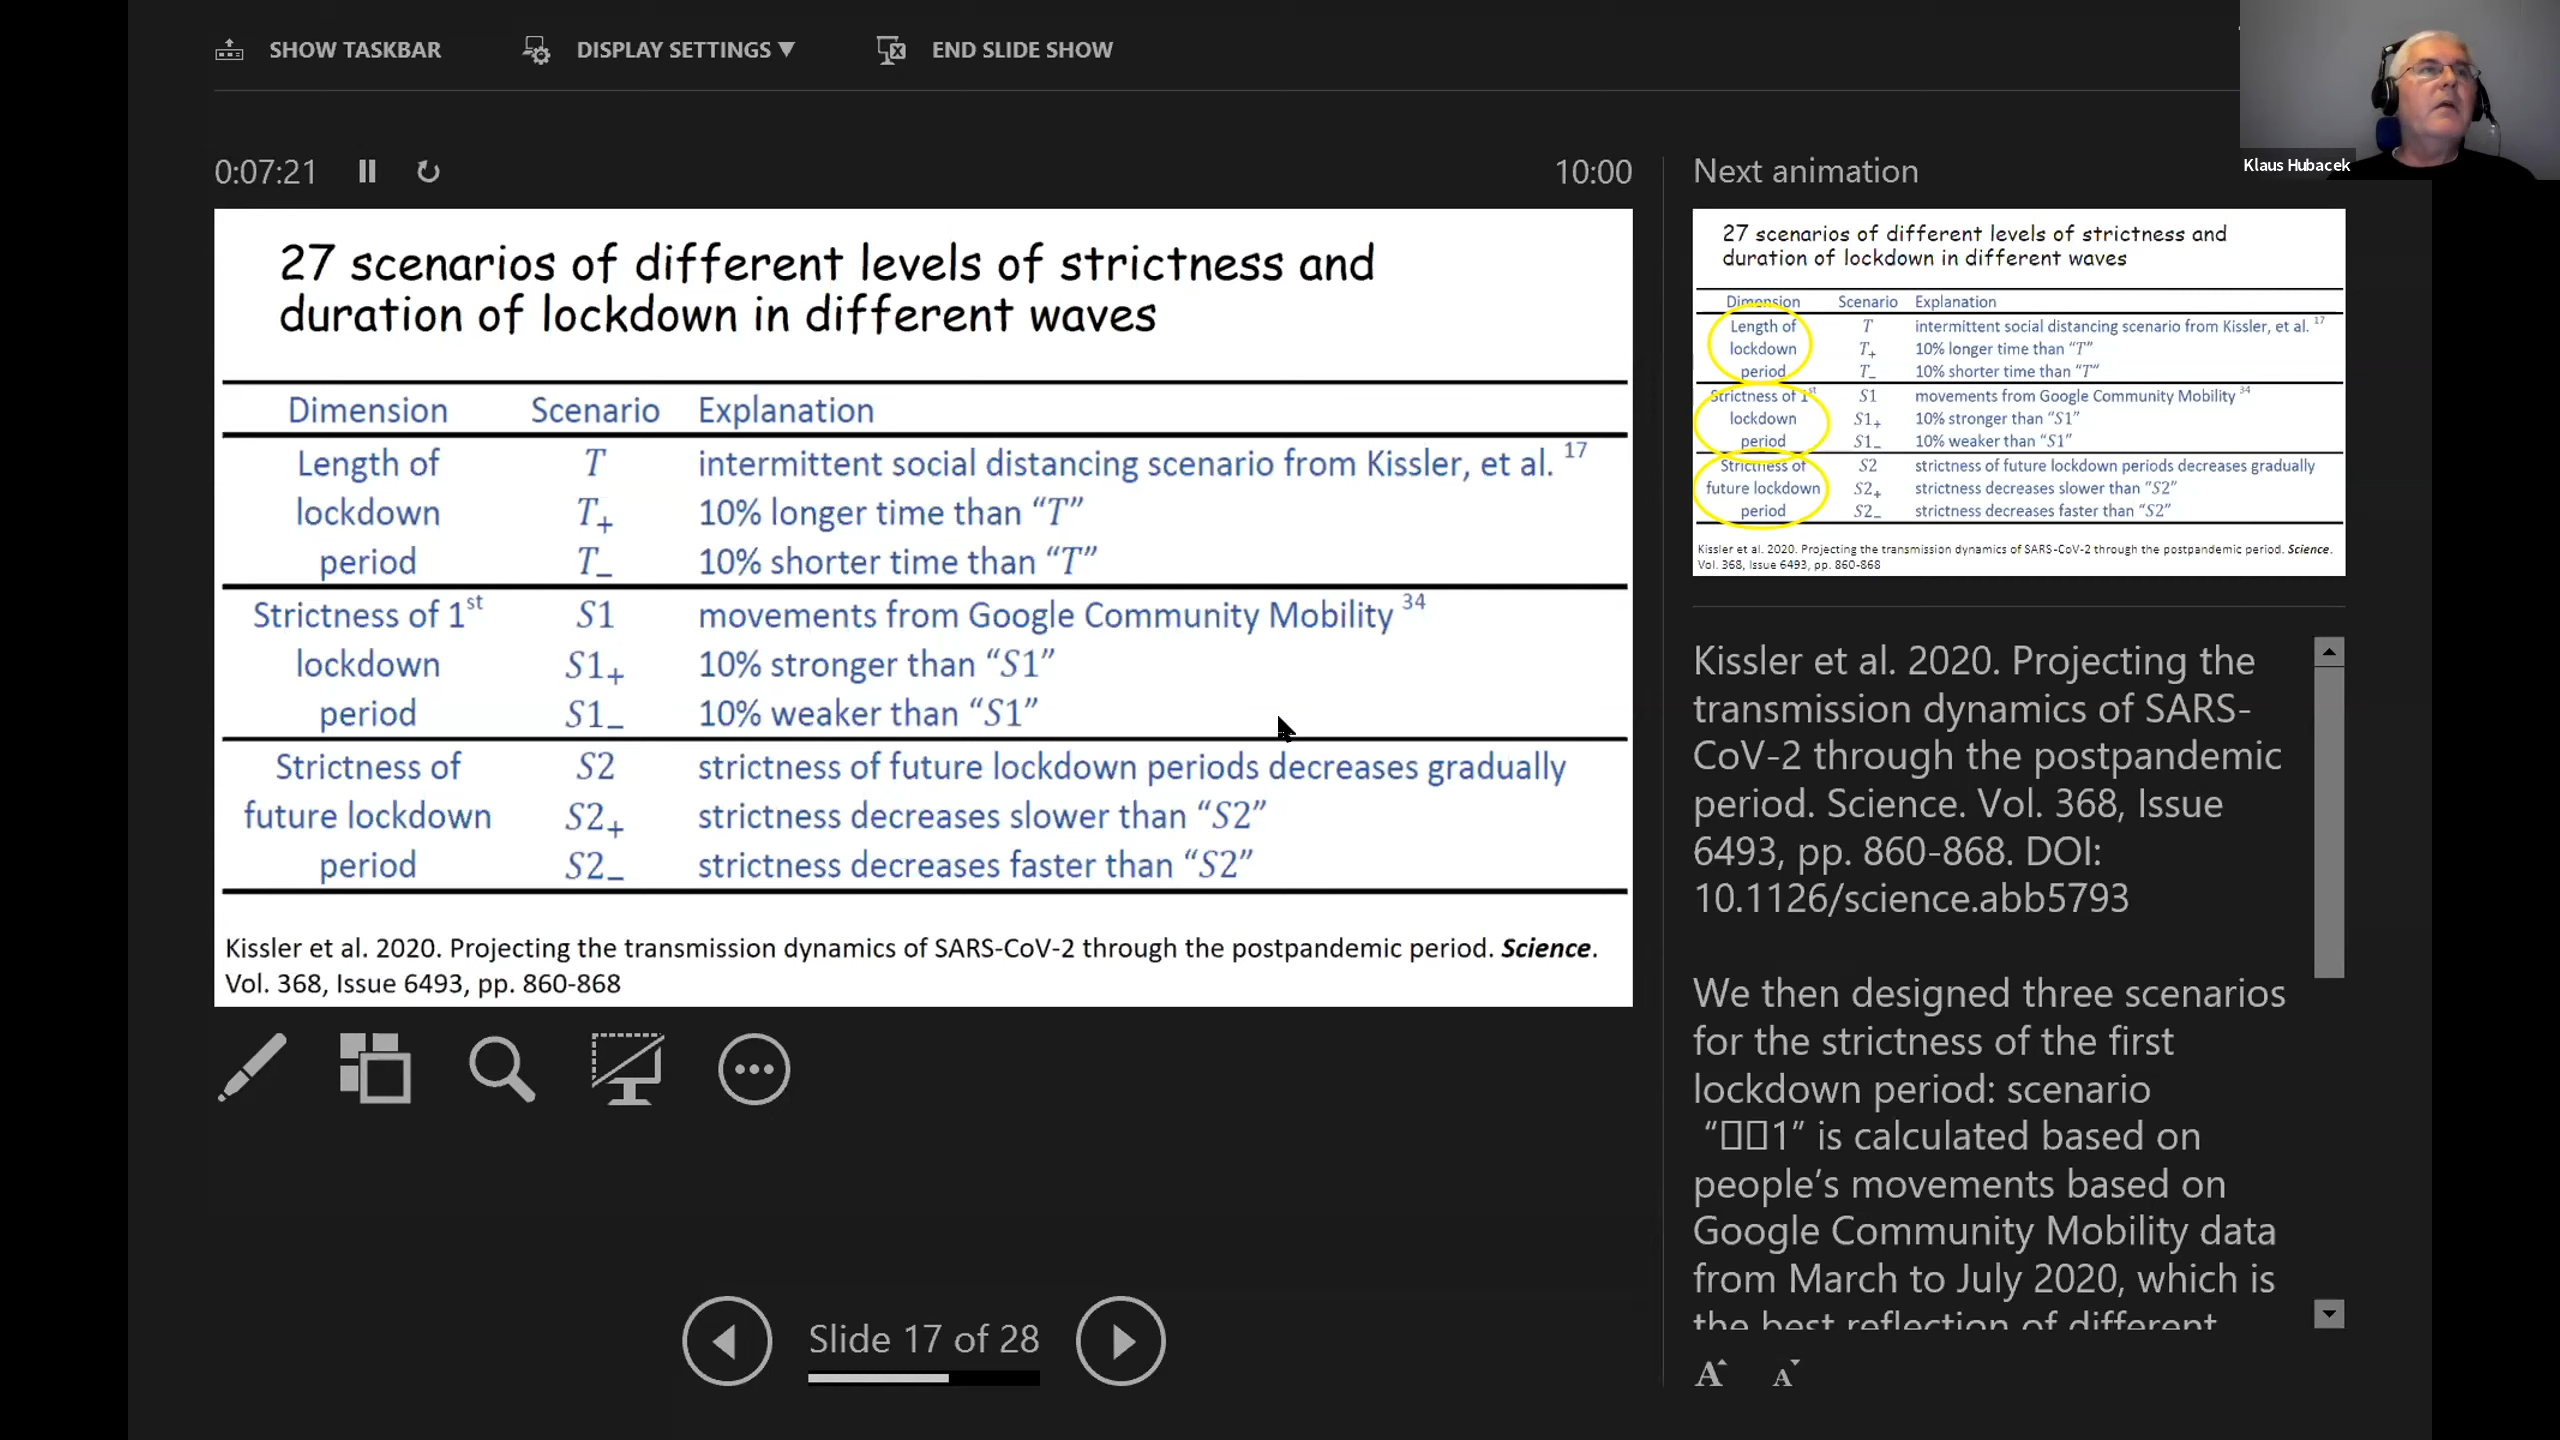 SHOW TASKBAR
DISPLAY SETTINGS ▼
END SLIDE SHOW
Klaus Hubacek
0:07:21
10:00
27 scenarios of different levels of strictness and
duration of lockdown in different waves
Dimension Scenario Explanation
Length of T intermittent social distancing scenario from Kissler, et al. 17
lockdown T+ 10% longer time than “T”
period T− 10% shorter time than “T”
Strictness of 1st S1 movements from Google Community Mobility 34
lockdown S1+ 10% stronger than “S1”
period S1− 10% weaker than “S1”
Strictness of S2 strictness of future lockdown periods decreases gradually
future lockdown S2+ strictness decreases slower than “S2”
period S2− strictness decreases faster than “S2”
Kissler et al. 2020. Projecting the transmission dynamics of SARS-CoV-2 through the postpandemic period. Science.
Vol. 368, Issue 6493, pp. 860-868
Slide 17 of 28
Next animation
27 scenarios of different levels of strictness and
duration of lockdown in different waves
Dimension Scenario Explanation
Length of T intermittent social distancing scenario from Kissler, et al. 17
lockdown T+ 10% longer time than “T”
period T− 10% shorter time than “T”
Strictness of 1st S1 movements from Google Community Mobility 34
lockdown S1+ 10% stronger than “S1”
period S1− 10% weaker than “S1”
Strictness of S2 strictness of future lockdown periods decreases gradually
future lockdown S2+ strictness decreases slower than “S2”
period S2− strictness decreases faster than “S2”
Kissler et al. 2020. Projecting the transmission dynamics of SARS-CoV-2 through the postpandemic period. Science.
Vol. 368, Issue 6493, pp. 860-868
Kissler et al. 2020. Projecting the
transmission dynamics of SARS-
CoV-2 through the postpandemic
period. Science. Vol. 368, Issue
6493, pp. 860-868. DOI:
10.1126/science.abb5793
We then designed three scenarios
for the strictness of the first
lockdown period: scenario
“□□1” is calculated based on
people’s movements based on
Google Community Mobility data
from March to July 2020, which is
the best reflection of different
A A